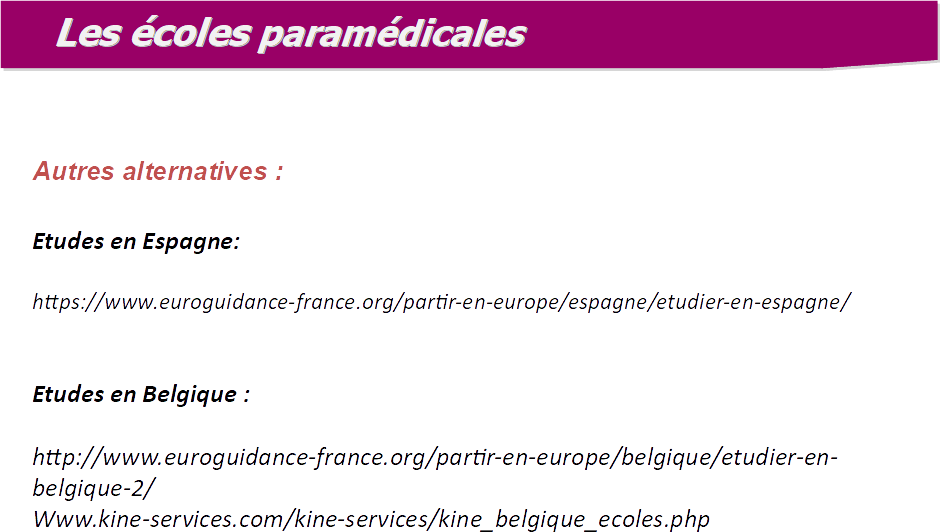 Les écoles paramédicales
Autres alternatives :
Etudes en Espagne:
https://www.euroguidance-france.org/partir-en-europe/espagne/etudier-en-espagne/
Etudes en Belgique :
http://www.euroguidance-france.org/partir-en-europe/belgique/etudier-en-
belgique-2/
Www.kine-services.com/kine-services/kine_belgique_ecoles.php